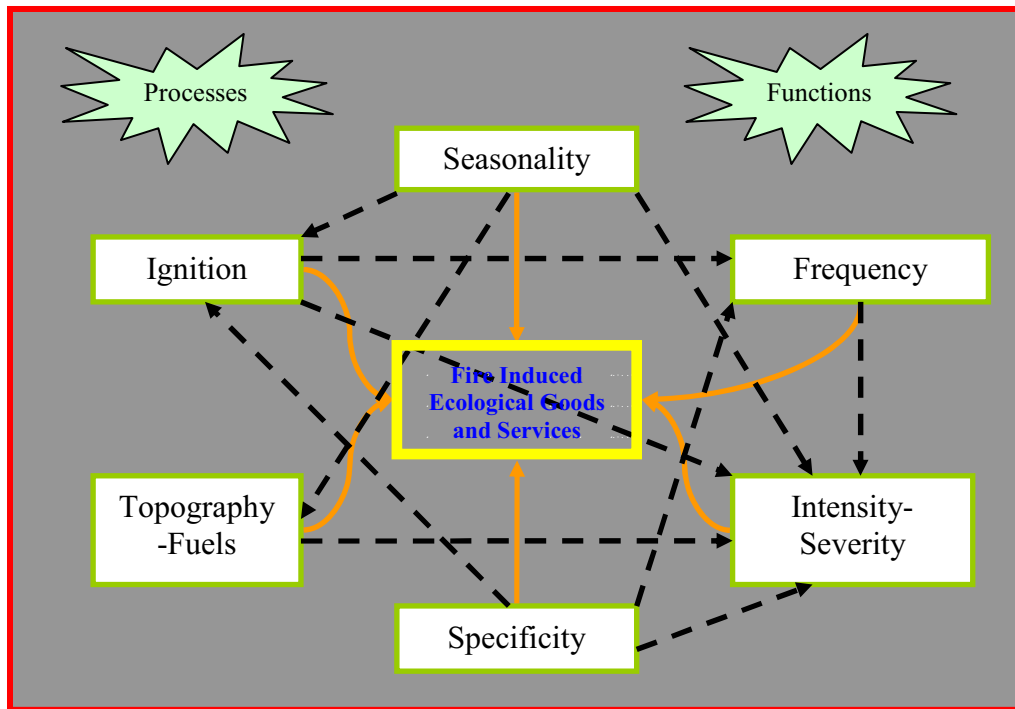 Processes
Functions
Seasonality
Ignition
Frequency
Fire Induced
Ecological Goods
and Services
Topography
-Fuels
Intensity-
Severity
Specificity